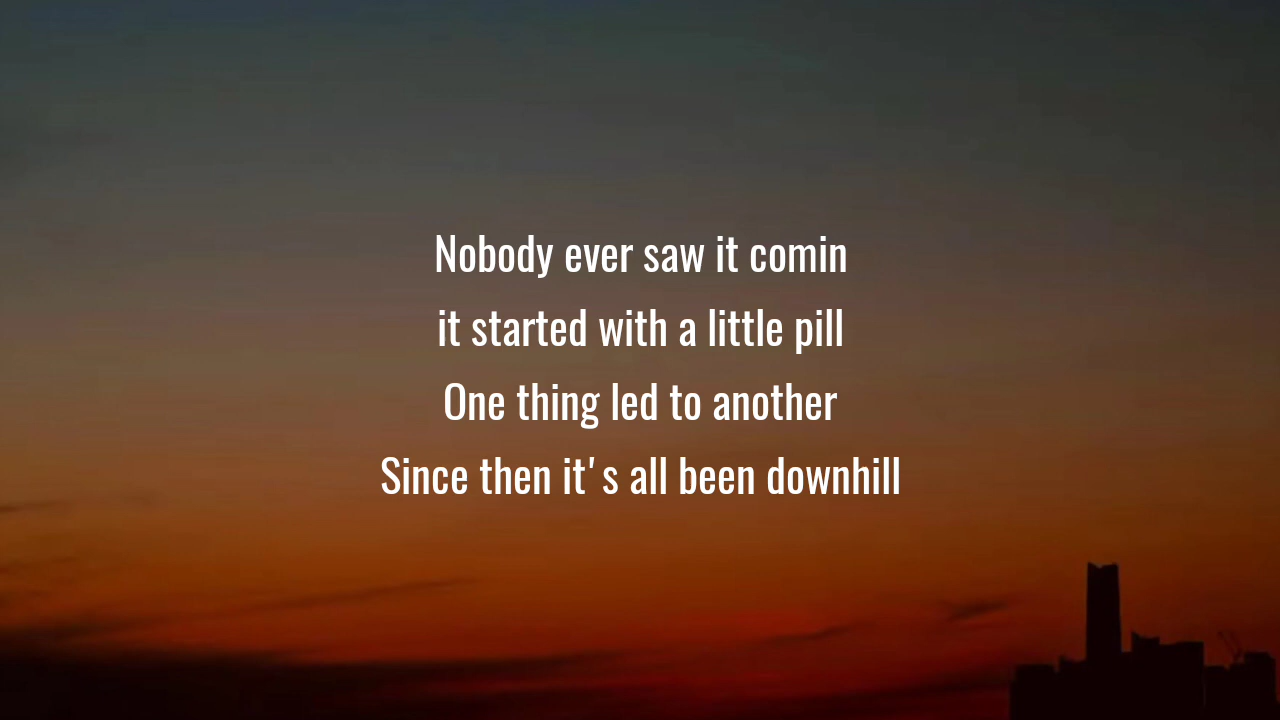 Nobody ever saw it comin
it started with a little pill
One thing led to another
Since then it's all been downhill